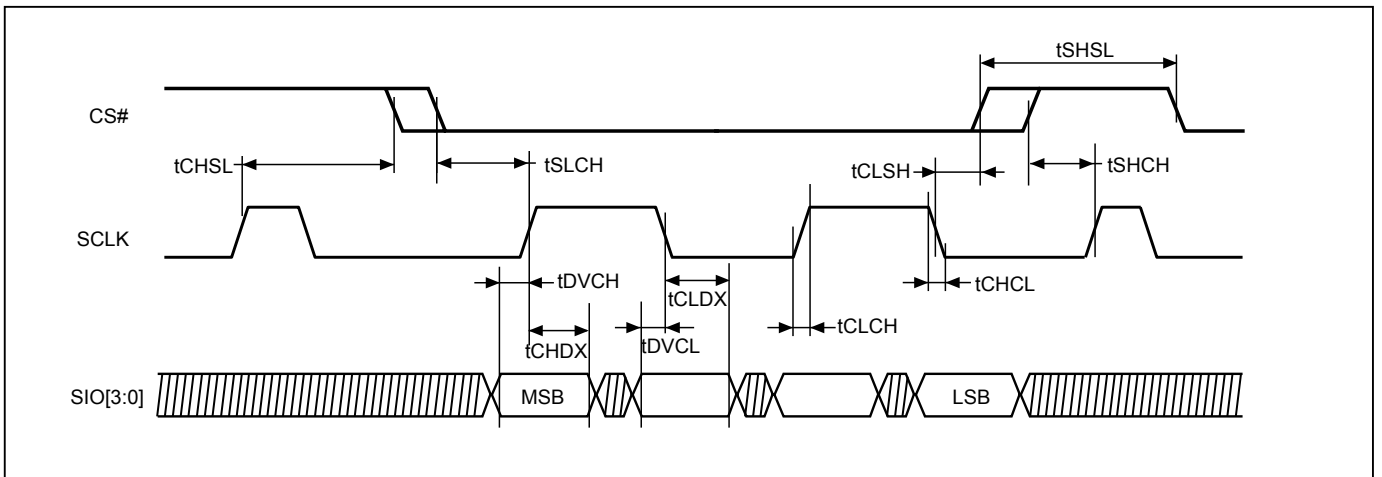 tSHSL
CS#
tCHSL
tSLCH
tCLSH
tSHCH
SCLK
tDVCH
tCLDX
tCHCL
tCLCH
tCHDX
tDVCL
SIO[3:0]
MSB
LSB